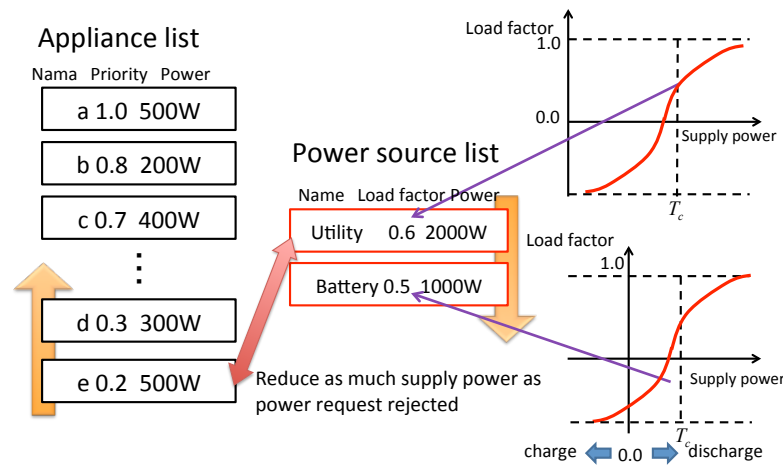 Appliance list
Nama Priority Power
a 1.0 500W
b 0.8 200W
c 0.7 400W
⋮
d 0.3 300W
e 0.2 500W
Power source list
Name Load factor Power
Utility 0.6 2000W
Battery 0.5 1000W
Reduce as much supply power as
power request rejected
Load factor
1.0
0.0
Supply power
Tc
Load factor
1.0
Supply power
Tc
charge 0.0 discharge